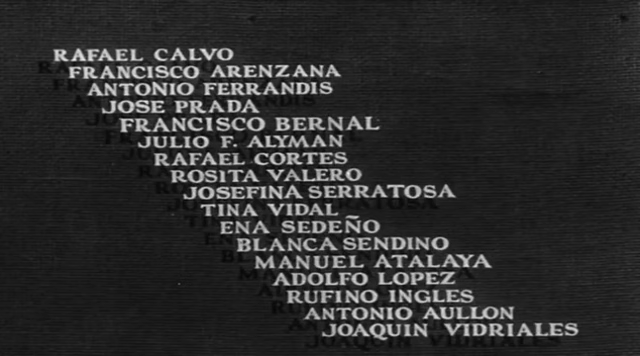 RAFAEL CALVO
FRANCISCO ARENZANA
ANTONIO FERRANDIS
JOSE PRADA
FRANCISCO BERNAL
JULIO F. ALYMAN
RAFAEL CORTES
ROSITA VALERO
JOSEFINA SERRATOSA
TINA VIDAL
ENA SEDEÑO
BLANCA SENDINO
MANUEL ATALAYA
ADOLFO LOPEZ
RUFINO INGLES
ANTONIO AULLON
JOAQUIN VIDRIALES